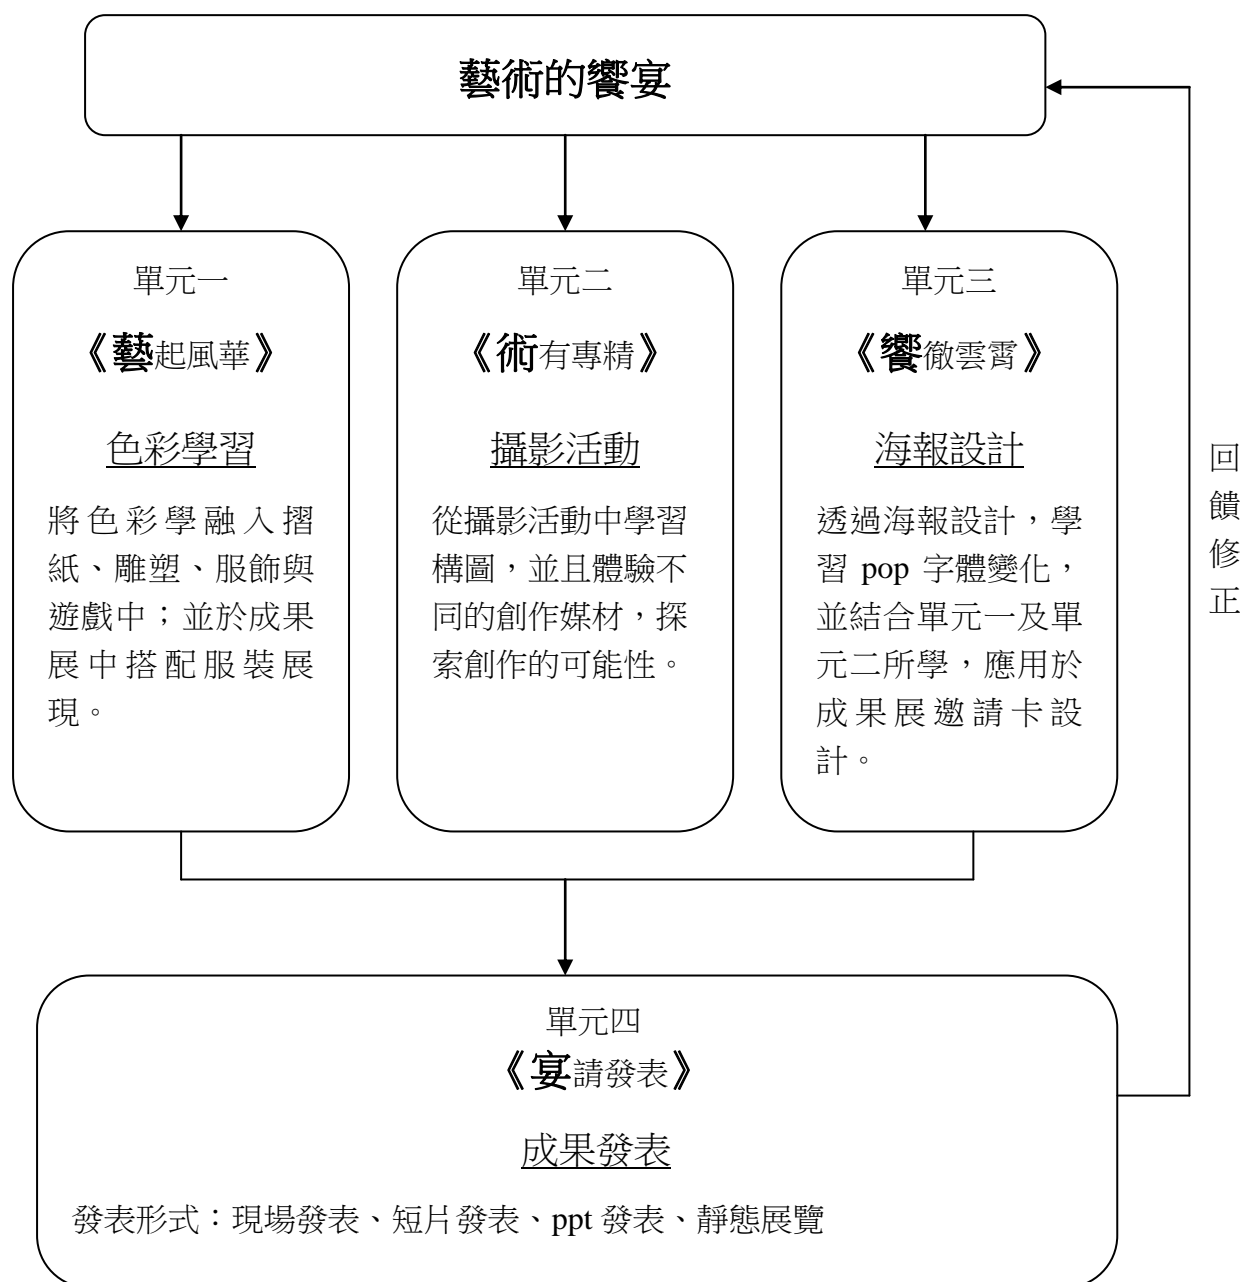 藝術的饗宴
單元一
《藝起風華》
色彩學習
將色彩學融入摺
紙、雕塑、服飾與
遊戲中；並於成果
展中搭配服裝展
現。
單元二
《術有專精》
攝影活動
從攝影活動中學習
構圖，並且體驗不
同的創作媒材，探
索創作的可能性。
單元三
《饗徹雲霄》
海報設計
透過海報設計，學
習 pop 字體變化，
並結合單元一及單
元二所學，應用於
成果展邀請卡設
計。
回饋修正
單元四
《宴請發表》
成果發表
發表形式：現場發表、短片發表、ppt 發表、靜態展覽